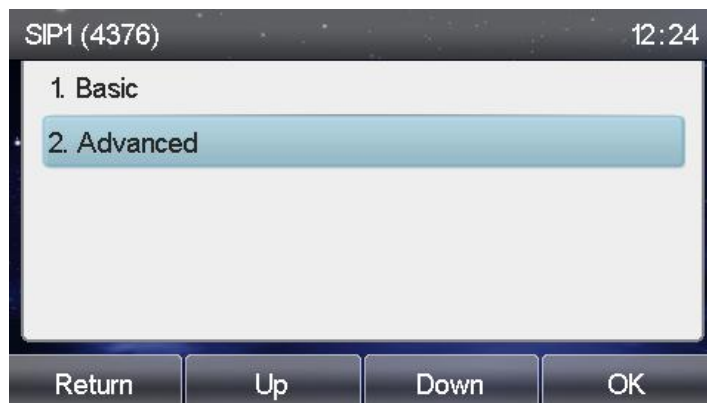 SIP1 (4376) 12:24
1. Basic
2. Advanced
Return Up Down OK